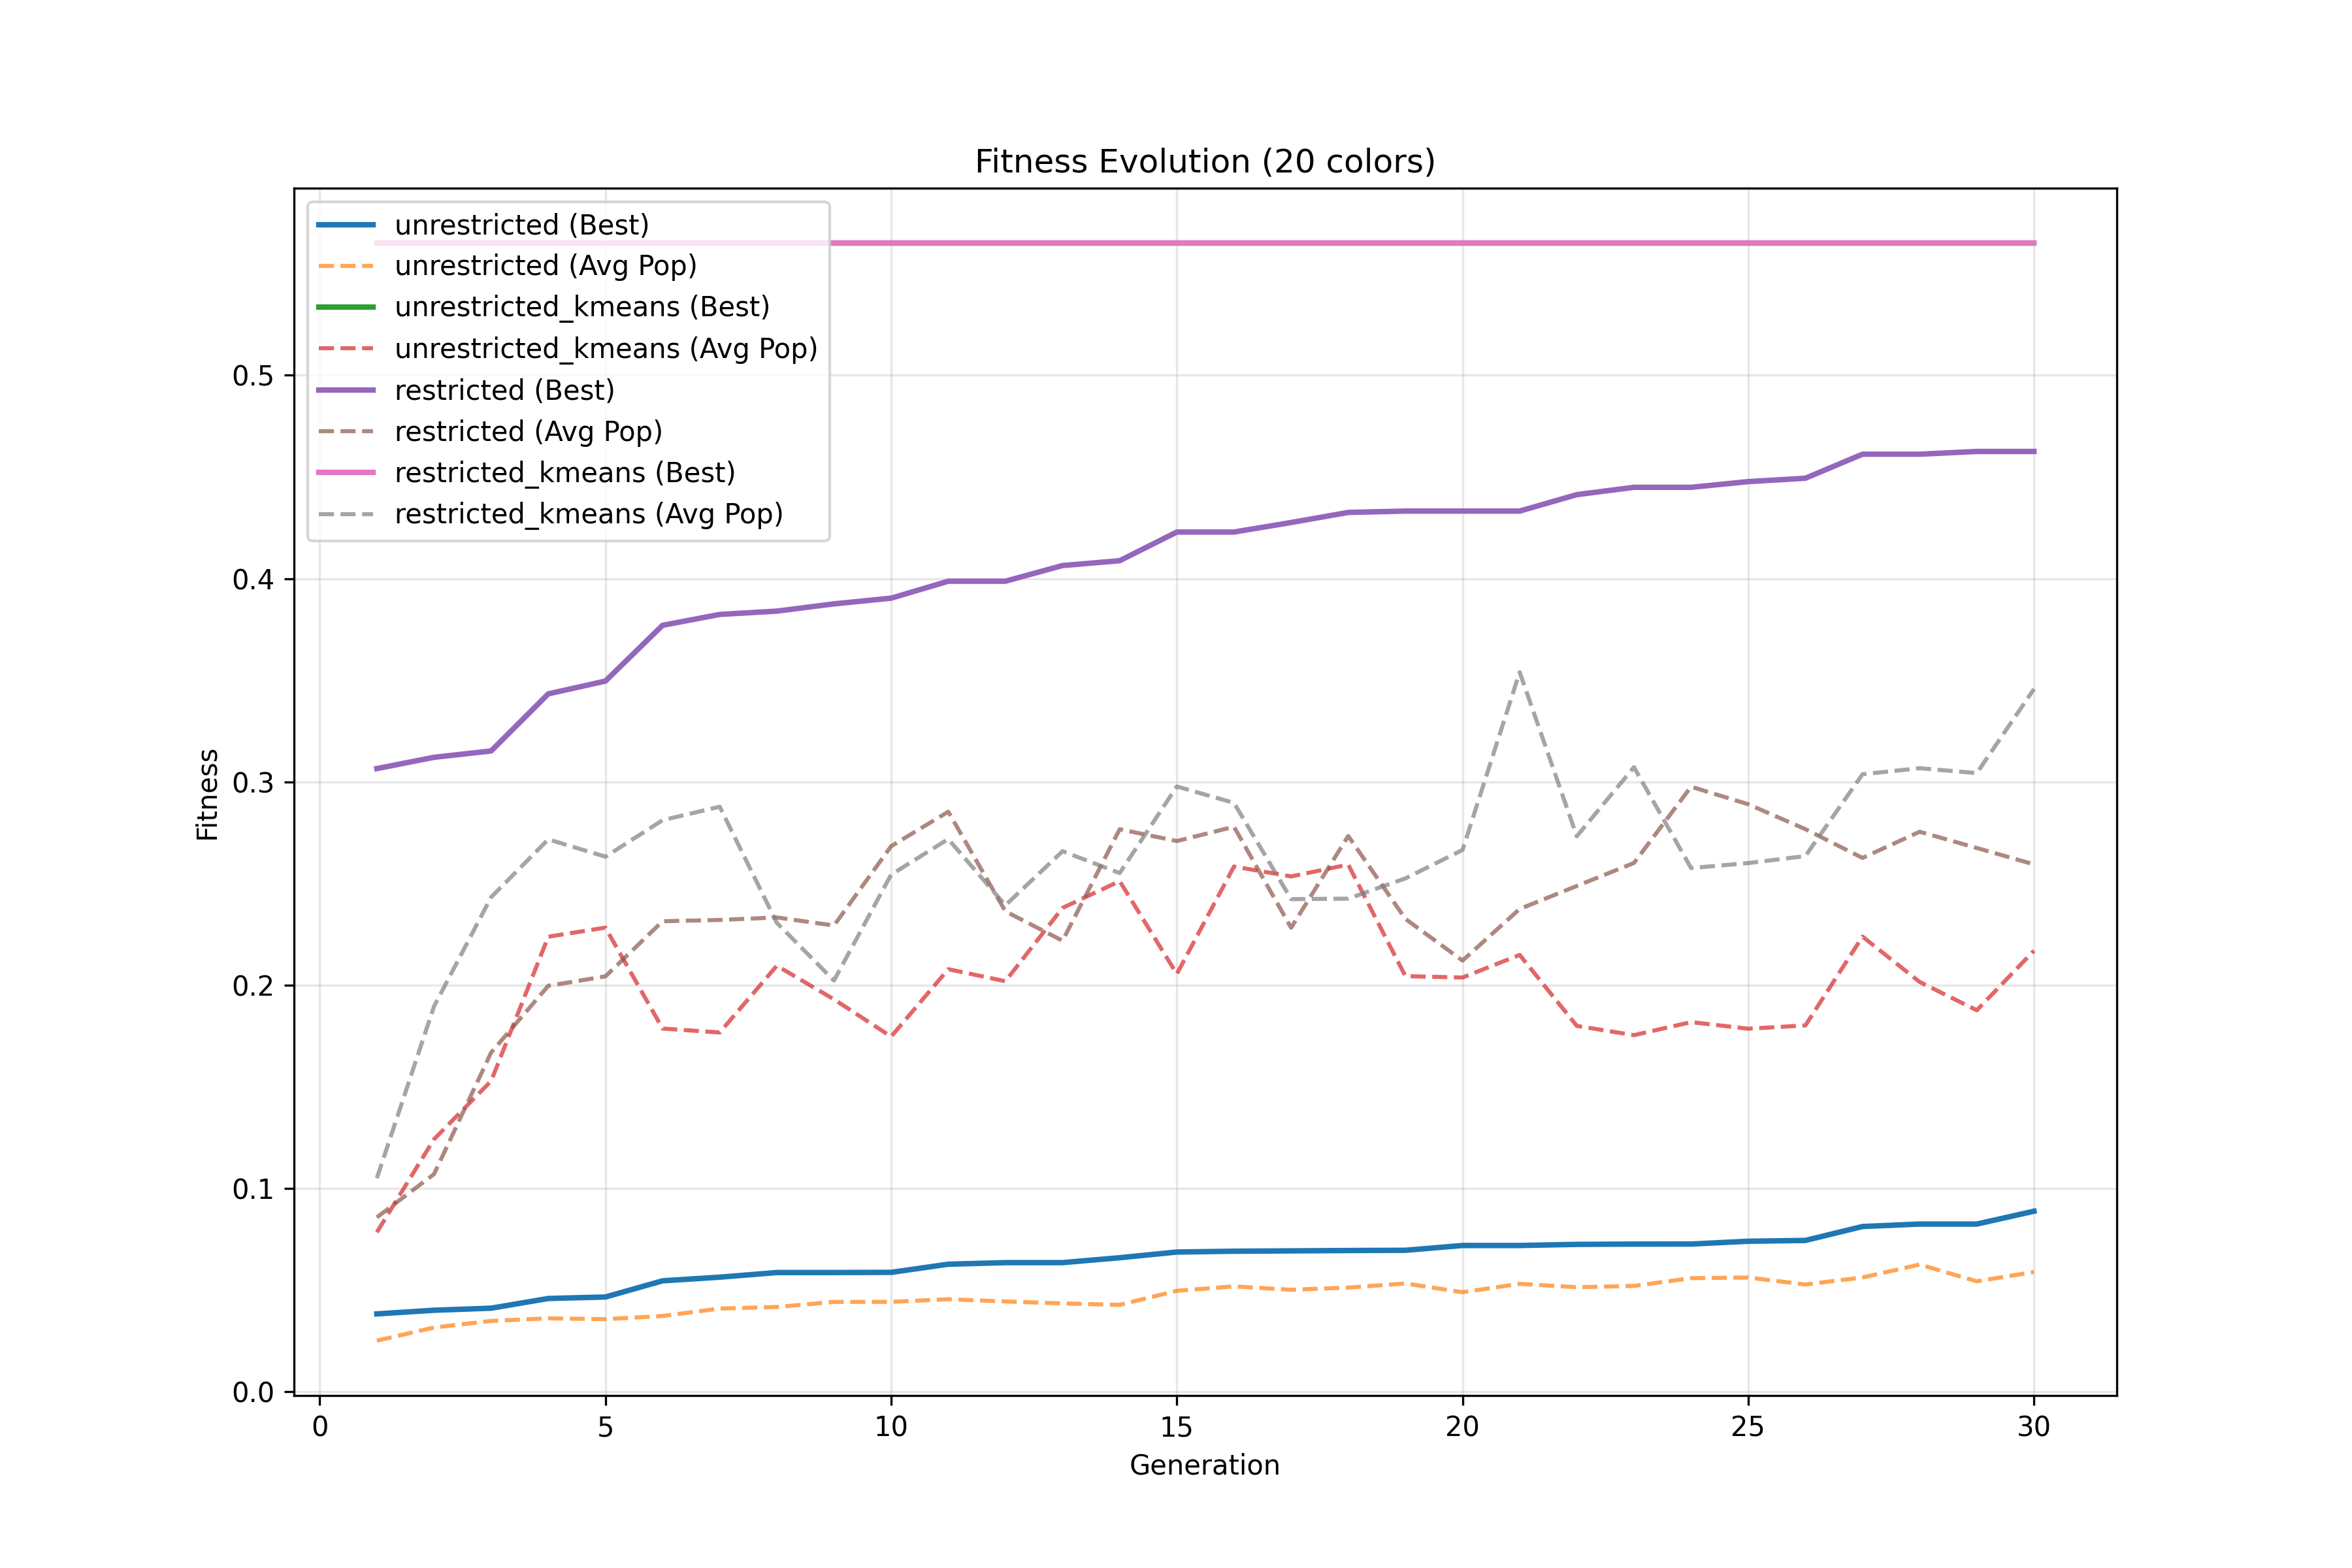 Fitness Evolution (20 colors)
unrestricted (Best)
unrestricted (Avg Pop)
unrestricted_kmeans (Best)
unrestricted_kmeans (Avg Pop)
restricted (Best)
restricted (Avg Pop)
restricted_kmeans (Best)
restricted_kmeans (Avg Pop)
Fitness
0.5
0.4
0.3
0.2
0.1
0.0
0 5 10 15 20 25 30
Generation